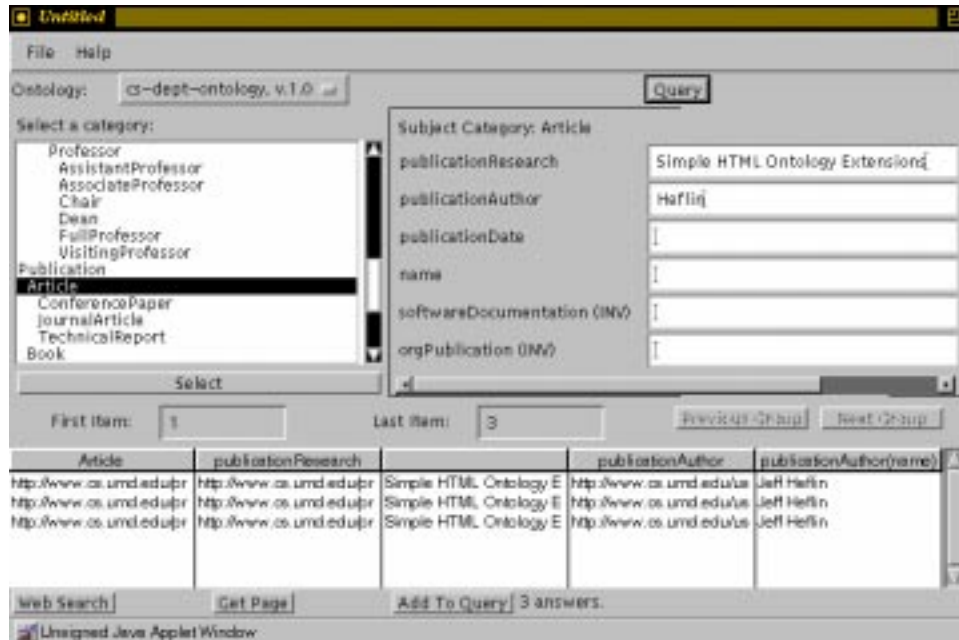 Untitled
File Help
Ontology: cs-dept-ontology, v.1.0 Query
Select a category:
Professor
AssistantProfessor
AssociateProfessor
Chair
Dean
FullProfessor
VisitingProfessor
Publication
Article
ConferencePaper
JournalArticle
TechnicalReport
Book
Select
Subject Category: Article
publicationResearch Simple HTML Ontology Extensions
publicationAuthor Heflin
publicationDate
name
softwareDocumentation (INV)
orgPublication (INV)
First Item: 1 Last Item: 3 Previous Group Next Group
Article publicationResearch publicationAuthor publicationAuthor(name)
http://www.cs.umd.edu/pr http://www.cs.umd.edu/pr Simple HTML Ontology E http://www.cs.umd.edu/us Jeff Heflin
http://www.cs.umd.edu/pr http://www.cs.umd.edu/pr Simple HTML Ontology E http://www.cs.umd.edu/us Jeff Heflin
http://www.cs.umd.edu/pr http://www.cs.umd.edu/pr Simple HTML Ontology E http://www.cs.umd.edu/us Jeff Heflin
Web Search Get Page Add To Query 3 answers.
Unsigned Java Applet Window